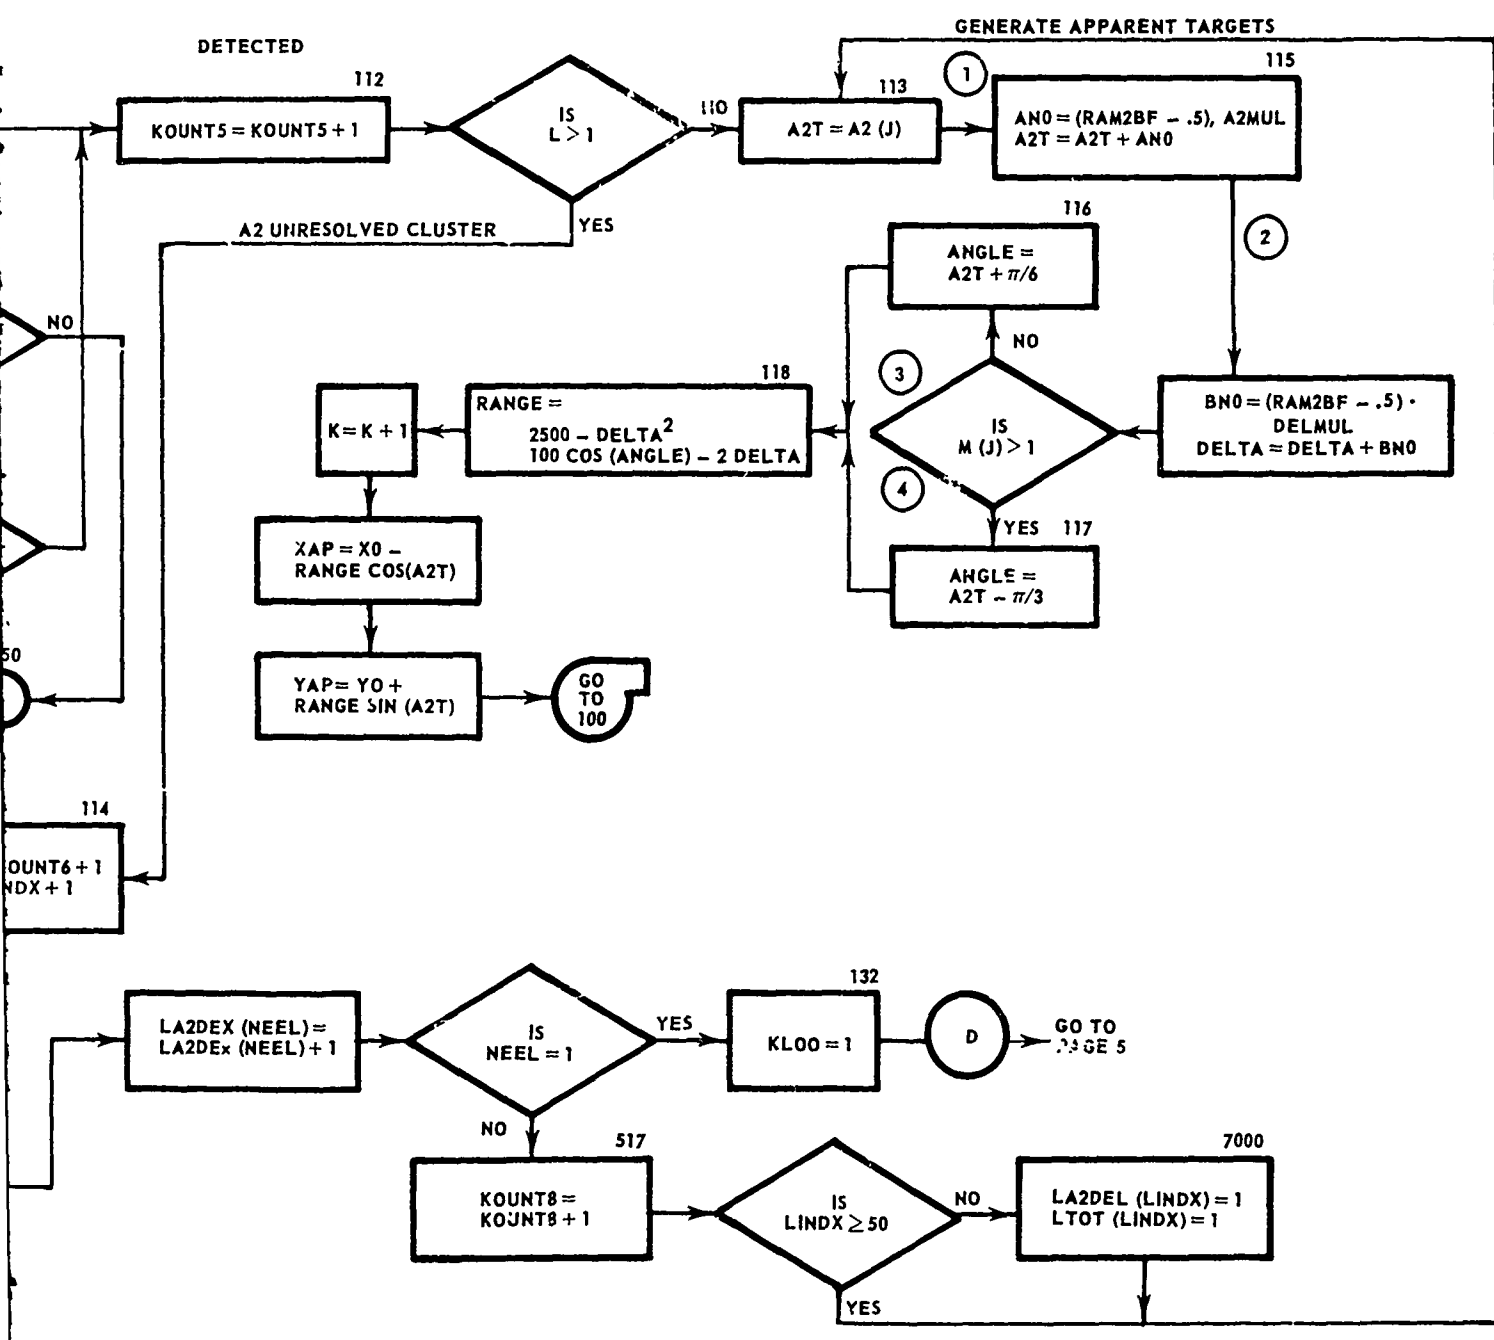 GENERATE APPARENT TARGETS
DETECTED
112
KOUNT5 = KOUNT5 + 1
IS
L > 1
NO
YES
A2 UNRESOLVED CLUSTER
113
A2T = A2 (J)
1
115
AN0 = (RAM2BF - .5), A2MUL
A2T = A2T + AN0
2
116
ANGLE =
A2T + π/6
NO
3
IS
M (J) > 1
4
YES
117
ANGLE =
A2T - π/3
BN0 = (RAM2BF - .5) ·
DELMUL
DELTA = DELTA + BN0
118
RANGE =
2500 - DELTA²
100 COS (ANGLE) - 2 DELTA
K = K + 1
XAP = X0 -
RANGE COS(A2T)
YAP = Y0 +
RANGE SIN (A2T)
GO
TO
100
NO
50
114
OUNT6 + 1
NDX + 1
LA2DEX (NEEL) =
LA2DEx (NEEL) + 1
IS
NEEL = 1
YES
NO
132
KLOO = 1
D
GO TO
PAGE 5
517
KOUNT8 =
KOUNT8 + 1
IS
LINDX ≥ 50
NO
YES
7000
LA2DEL (LINDX) = 1
LTOT (LINDX) = 1